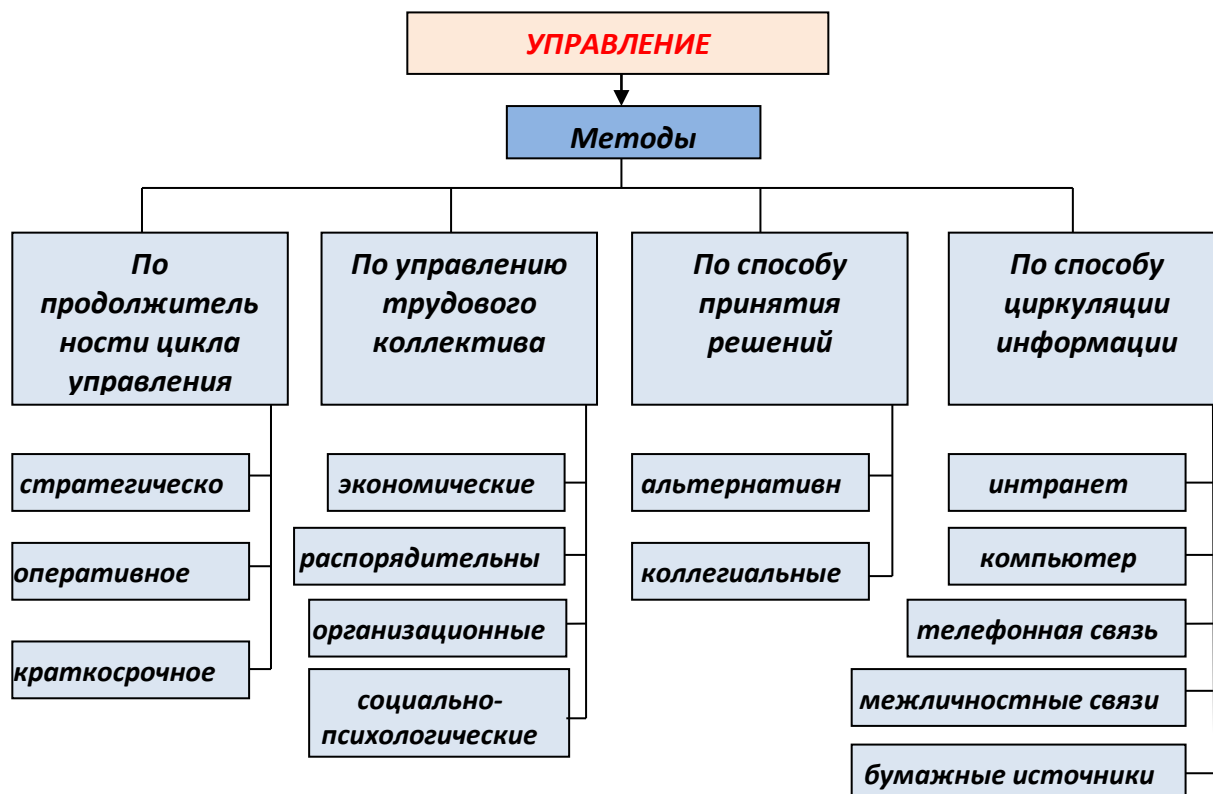 УПРАВЛЕНИЕ
Методы
По
продолжитель
ности цикла
управления
По управлению
трудового
коллектива
По способу
принятия
решений
По способу
циркуляции
информации
стратегическо
оперативное
краткосрочное
экономические
распорядительны
организационные
социально-
психологические
альтернативн
коллегиальные
интранет
компьютер
телефонная связь
межличностные связи
бумажные источники